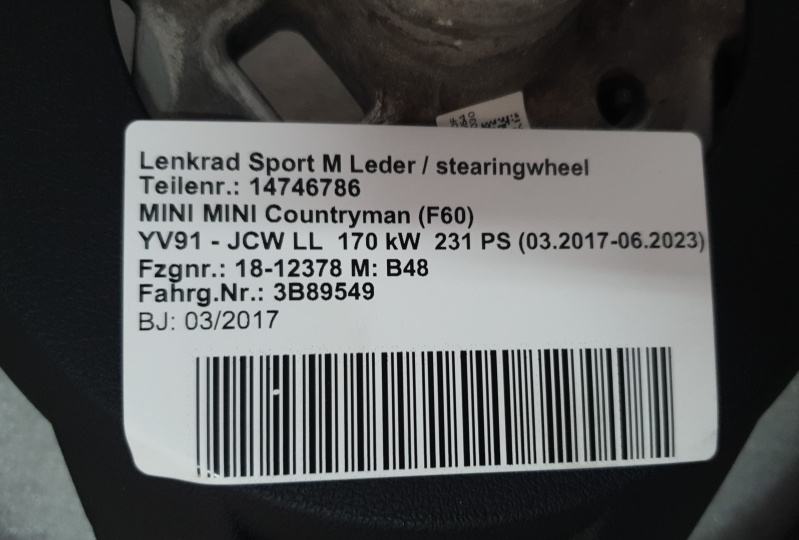 Lenkrad Sport M Leder / stearingwheel
Teilenr.: 14746786
MINI MINI Countryman (F60)
YV91 - JCW LL 170 kW 231 PS (03.2017-06.2023)
Fzgnr.: 18-12378 M: B48
Fahrg.Nr.: 3B89549
BJ: 03/2017